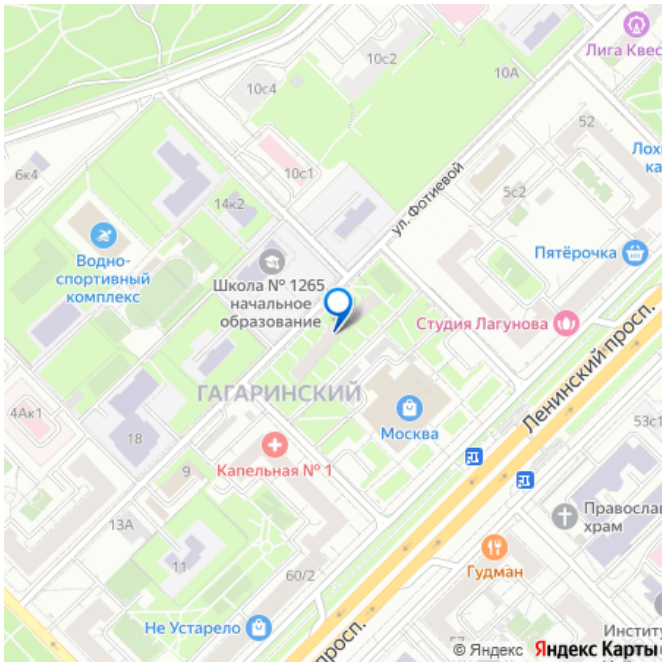 Лига Квес
10с2
10с4
10А
52
Лохи
ка
6к4
10с1
5с2
14к2
ул. Фотиевой
Водно-
спортивный
комплекс
Школа № 1265
начальное
образование
Пятёрочка
Студия Лагунова
Ленинский просп.
ГАГАРИНСКИЙ
4Ак1
Москва
53с1
18
Капельная № 1
9
13А
Православ
храм
11
60/2
Гудман
Не Устарело
просп.
Инстит
© Яндекс Яндекс Карты